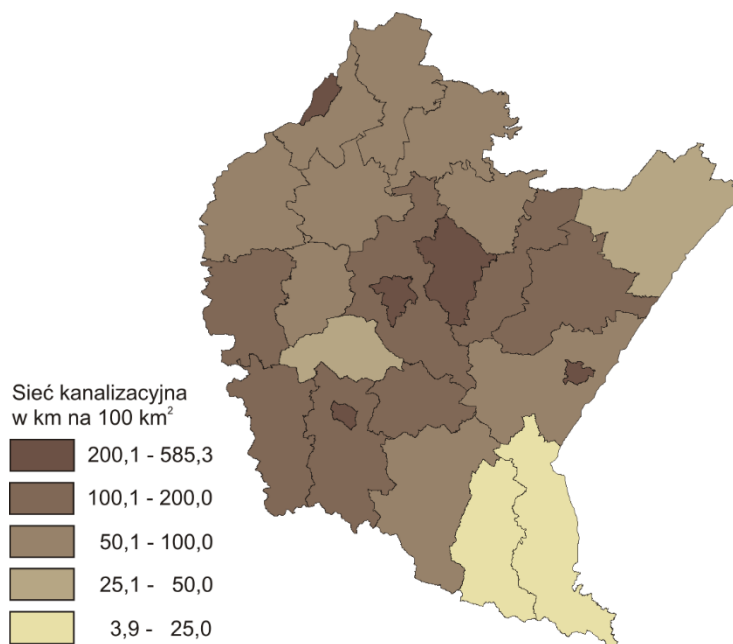 Sieć kanalizacyjna
w km na 100 km²
200,1 - 585,3
100,1 - 200,0
50,1 - 100,0
25,1 - 50,0
3,9 - 25,0